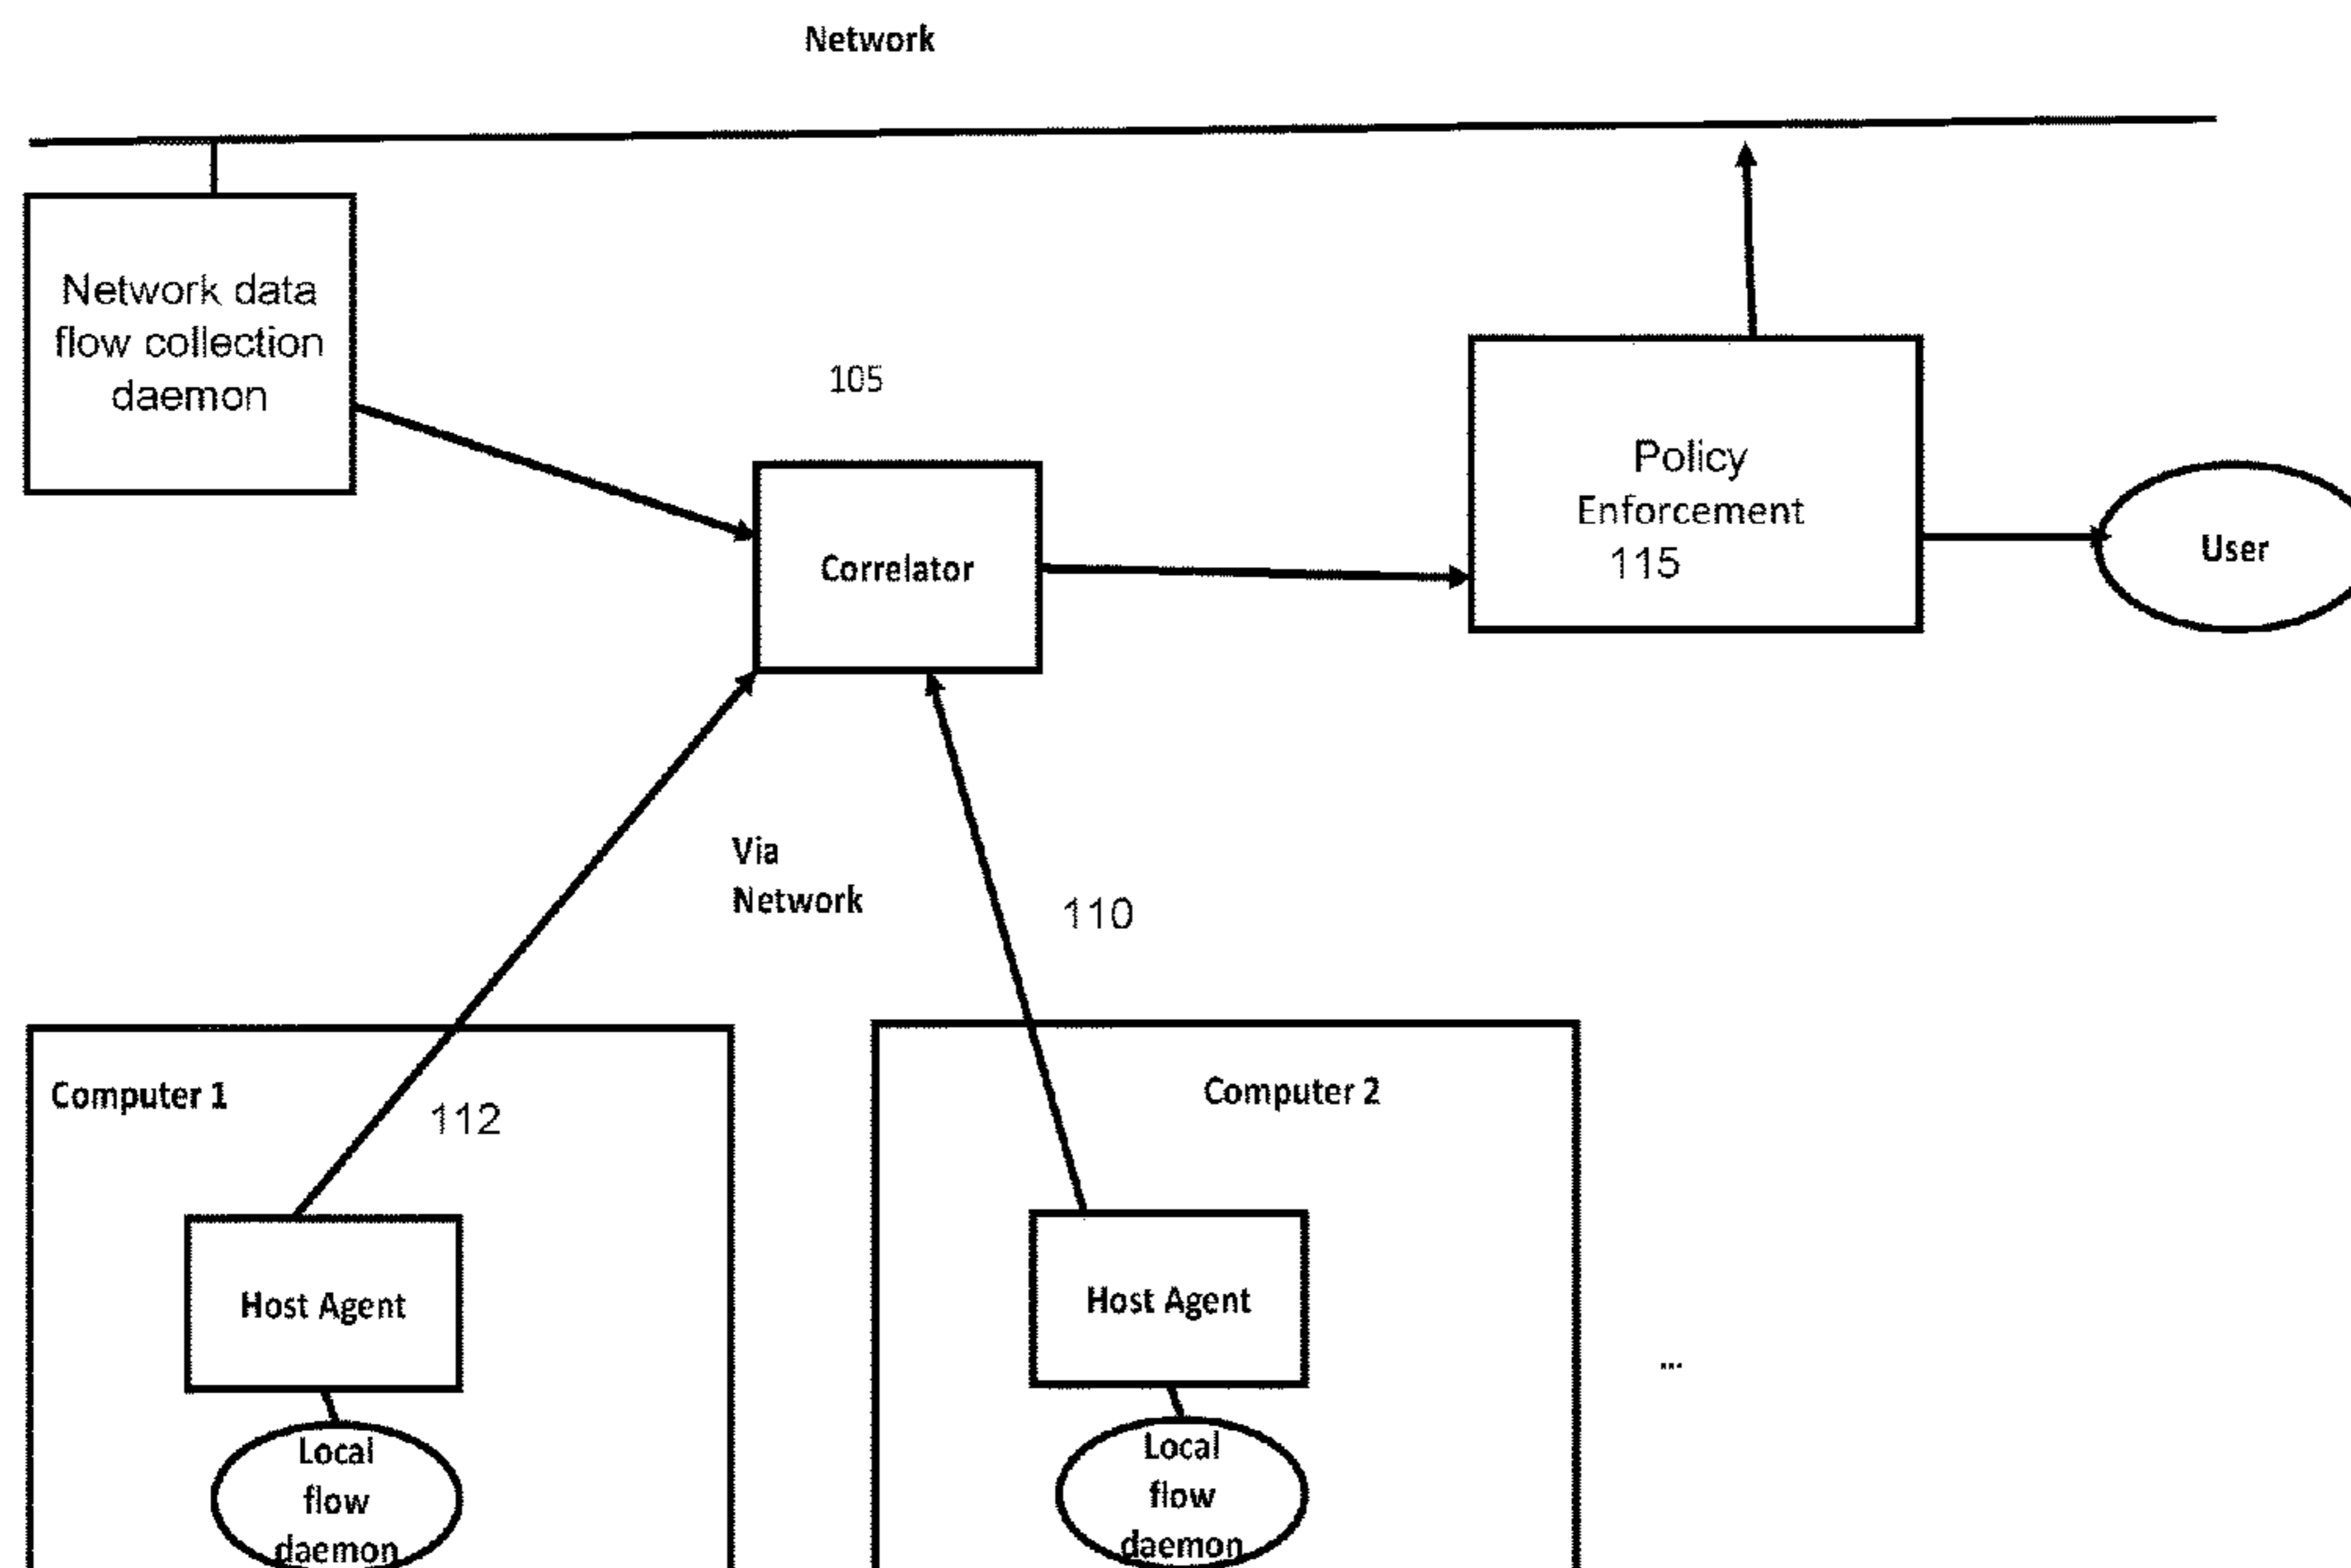 Network
Network data
flow collection
daemon
105
Correlator
Policy
Enforcement
115
User
Via
Network
110
Computer 1
112
Computer 2
Host Agent
Host Agent
...
Local
flow
daemon
Local
flow
daemon